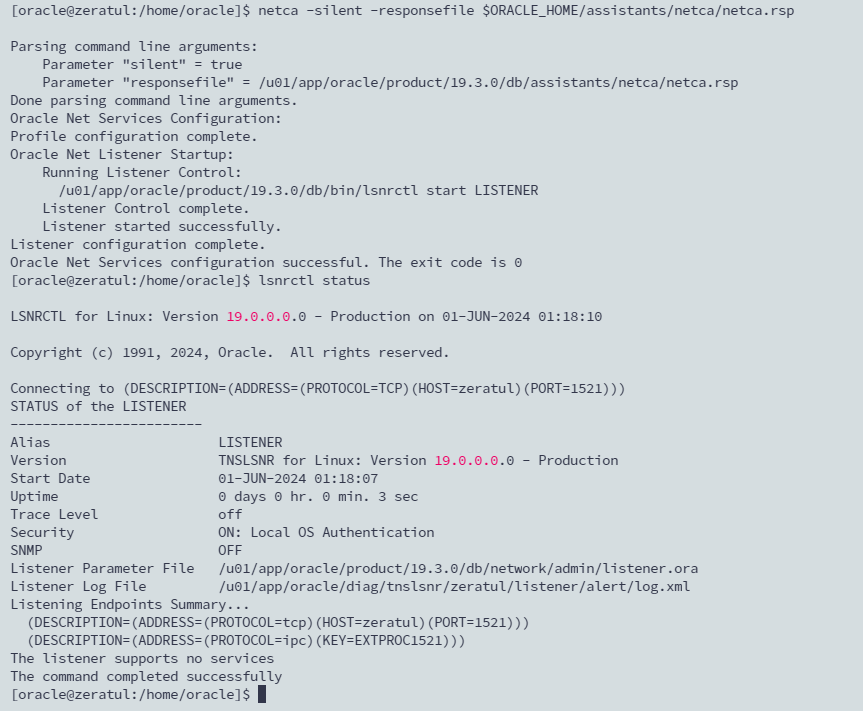 [oracle@zeratul:/home/oracle]$ netca -silent -responsefile $ORACLE_HOME/assistants/netca/netca.rsp
Parsing command line arguments:
    Parameter "silent" = true
    Parameter "responsefile" = /u01/app/oracle/product/19.3.0/db/assistants/netca/netca.rsp
Done parsing command line arguments.
Oracle Net Services Configuration:
Profile configuration complete.
Oracle Net Listener Startup:
    Running Listener Control:
      /u01/app/oracle/product/19.3.0/db/bin/lsnrctl start LISTENER
    Listener Control complete.
    Listener started successfully.
Listener configuration complete.
Oracle Net Services configuration successful. The exit code is 0
[oracle@zeratul:/home/oracle]$ lsnrctl status
LSNRCTL for Linux: Version 19.0.0.0.0 - Production on 01-JUN-2024 01:18:10
Copyright (c) 1991, 2024, Oracle.  All rights reserved.
Connecting to (DESCRIPTION=(ADDRESS=(PROTOCOL=TCP)(HOST=zeratul)(PORT=1521)))
STATUS of the LISTENER
------------------------
Alias                     LISTENER
Version                   TNSLSNR for Linux: Version 19.0.0.0.0 - Production
Start Date                01-JUN-2024 01:18:07
Uptime                    0 days 0 hr. 0 min. 3 sec
Trace Level               off
Security                  ON: Local OS Authentication
SNMP                      OFF
Listener Parameter File   /u01/app/oracle/product/19.3.0/db/network/admin/listener.ora
Listener Log File         /u01/app/oracle/diag/tnslsnr/zeratul/listener/alert/log.xml
Listening Endpoints Summary...
  (DESCRIPTION=(ADDRESS=(PROTOCOL=tcp)(HOST=zeratul)(PORT=1521)))
  (DESCRIPTION=(ADDRESS=(PROTOCOL=ipc)(KEY=EXTPROC1521)))
The listener supports no services
The command completed successfully
[oracle@zeratul:/home/oracle]$